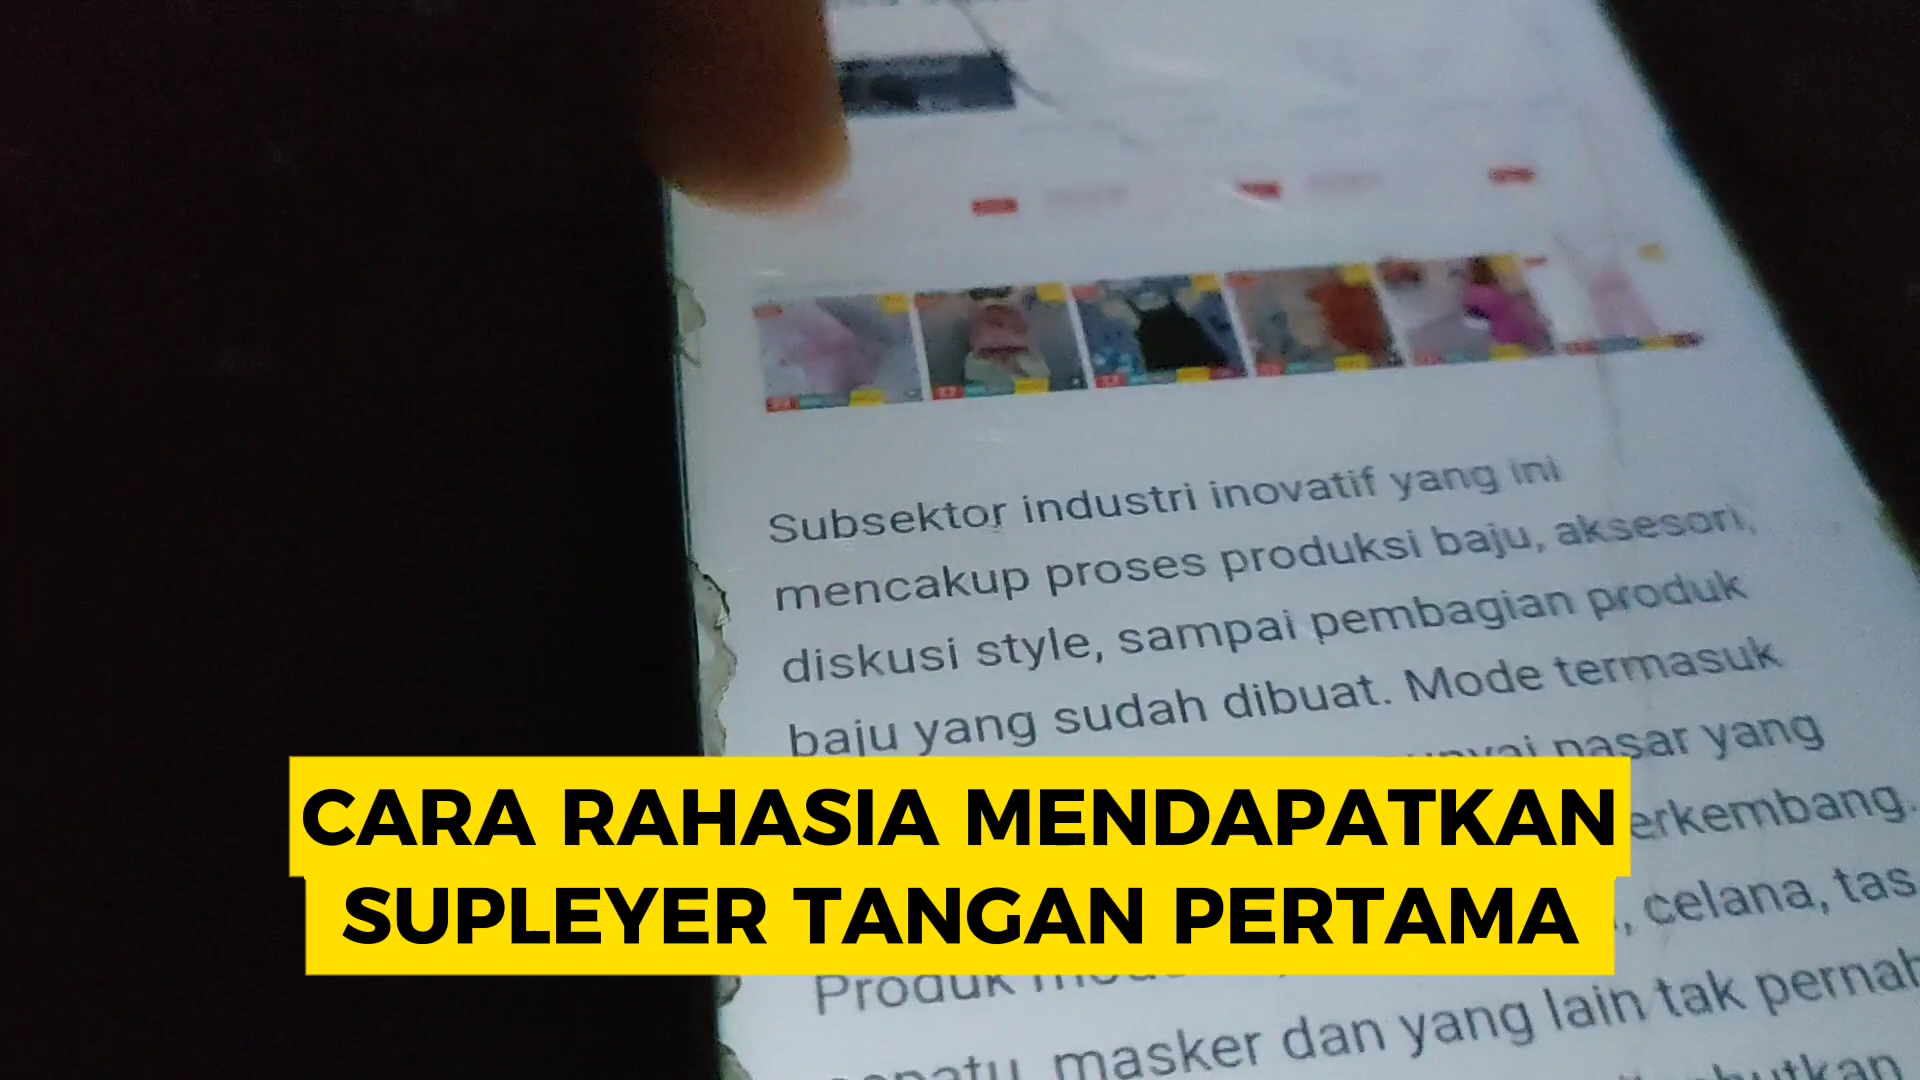 Subsektor industri inovatif yang ini
mencakup proses produksi baju, aksesori,
diskusi style, sampai pembagian produk
baju yang sudah dibuat. Mode termasuk
pasar yang
CARA RAHASIA MENDAPATKAN
erkembang.
SUPLEYER TANGAN PERTAMA
, celana, tas
Produk
masker dan yang lain tak pernah